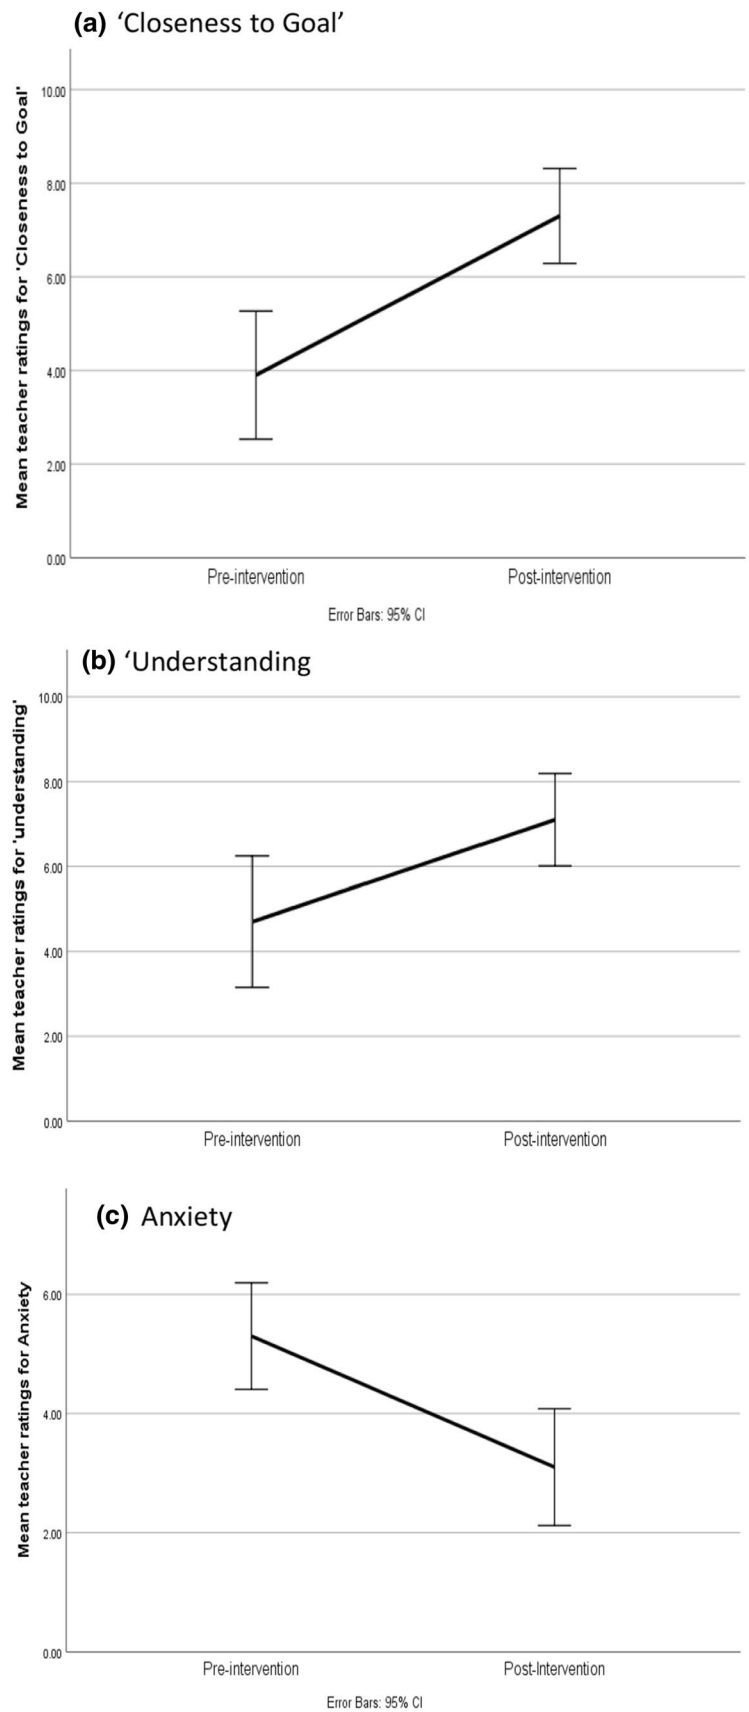 (a) ‘Closeness to Goal’
Mean teacher ratings for 'Closeness to Goal'
10.00
8.00
6.00
4.00
2.00
0.00
Pre-intervention Post-intervention
Error Bars: 95% CI
(b) ‘Understanding
Mean teacher ratings for 'understanding'
10.00
8.00
6.00
4.00
2.00
0.00
Pre-intervention Post-intervention
(c) Anxiety
Mean teacher ratings for Anxiety
6.00
4.00
2.00
0.00
Pre-intervention Post-Intervention
Error Bars: 95% CI